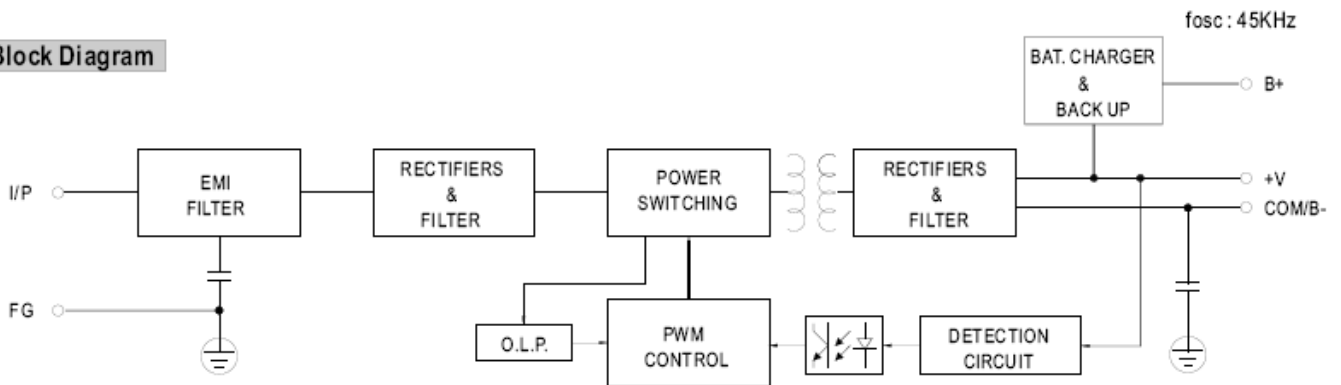 fosc : 45KHz
Block Diagram
BAT. CHARGER
&
BACK UP
B+
I/P
EMI
FILTER
RECTIFIERS
&
FILTER
POWER
SWITCHING
RECTIFIERS
&
FILTER
+V
COM/B-
FG
O.L.P.
PWM
CONTROL
DETECTION
CIRCUIT